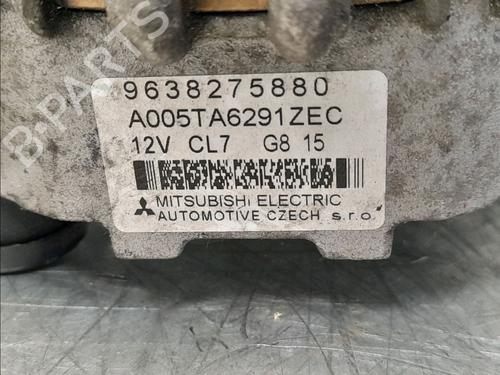 B-PARTS
9638275880
A005TA6291ZEC
12V CL7 G8 15
MITSUBISHI ELECTRIC
AUTOMOTIVE CZECH s.r.o.